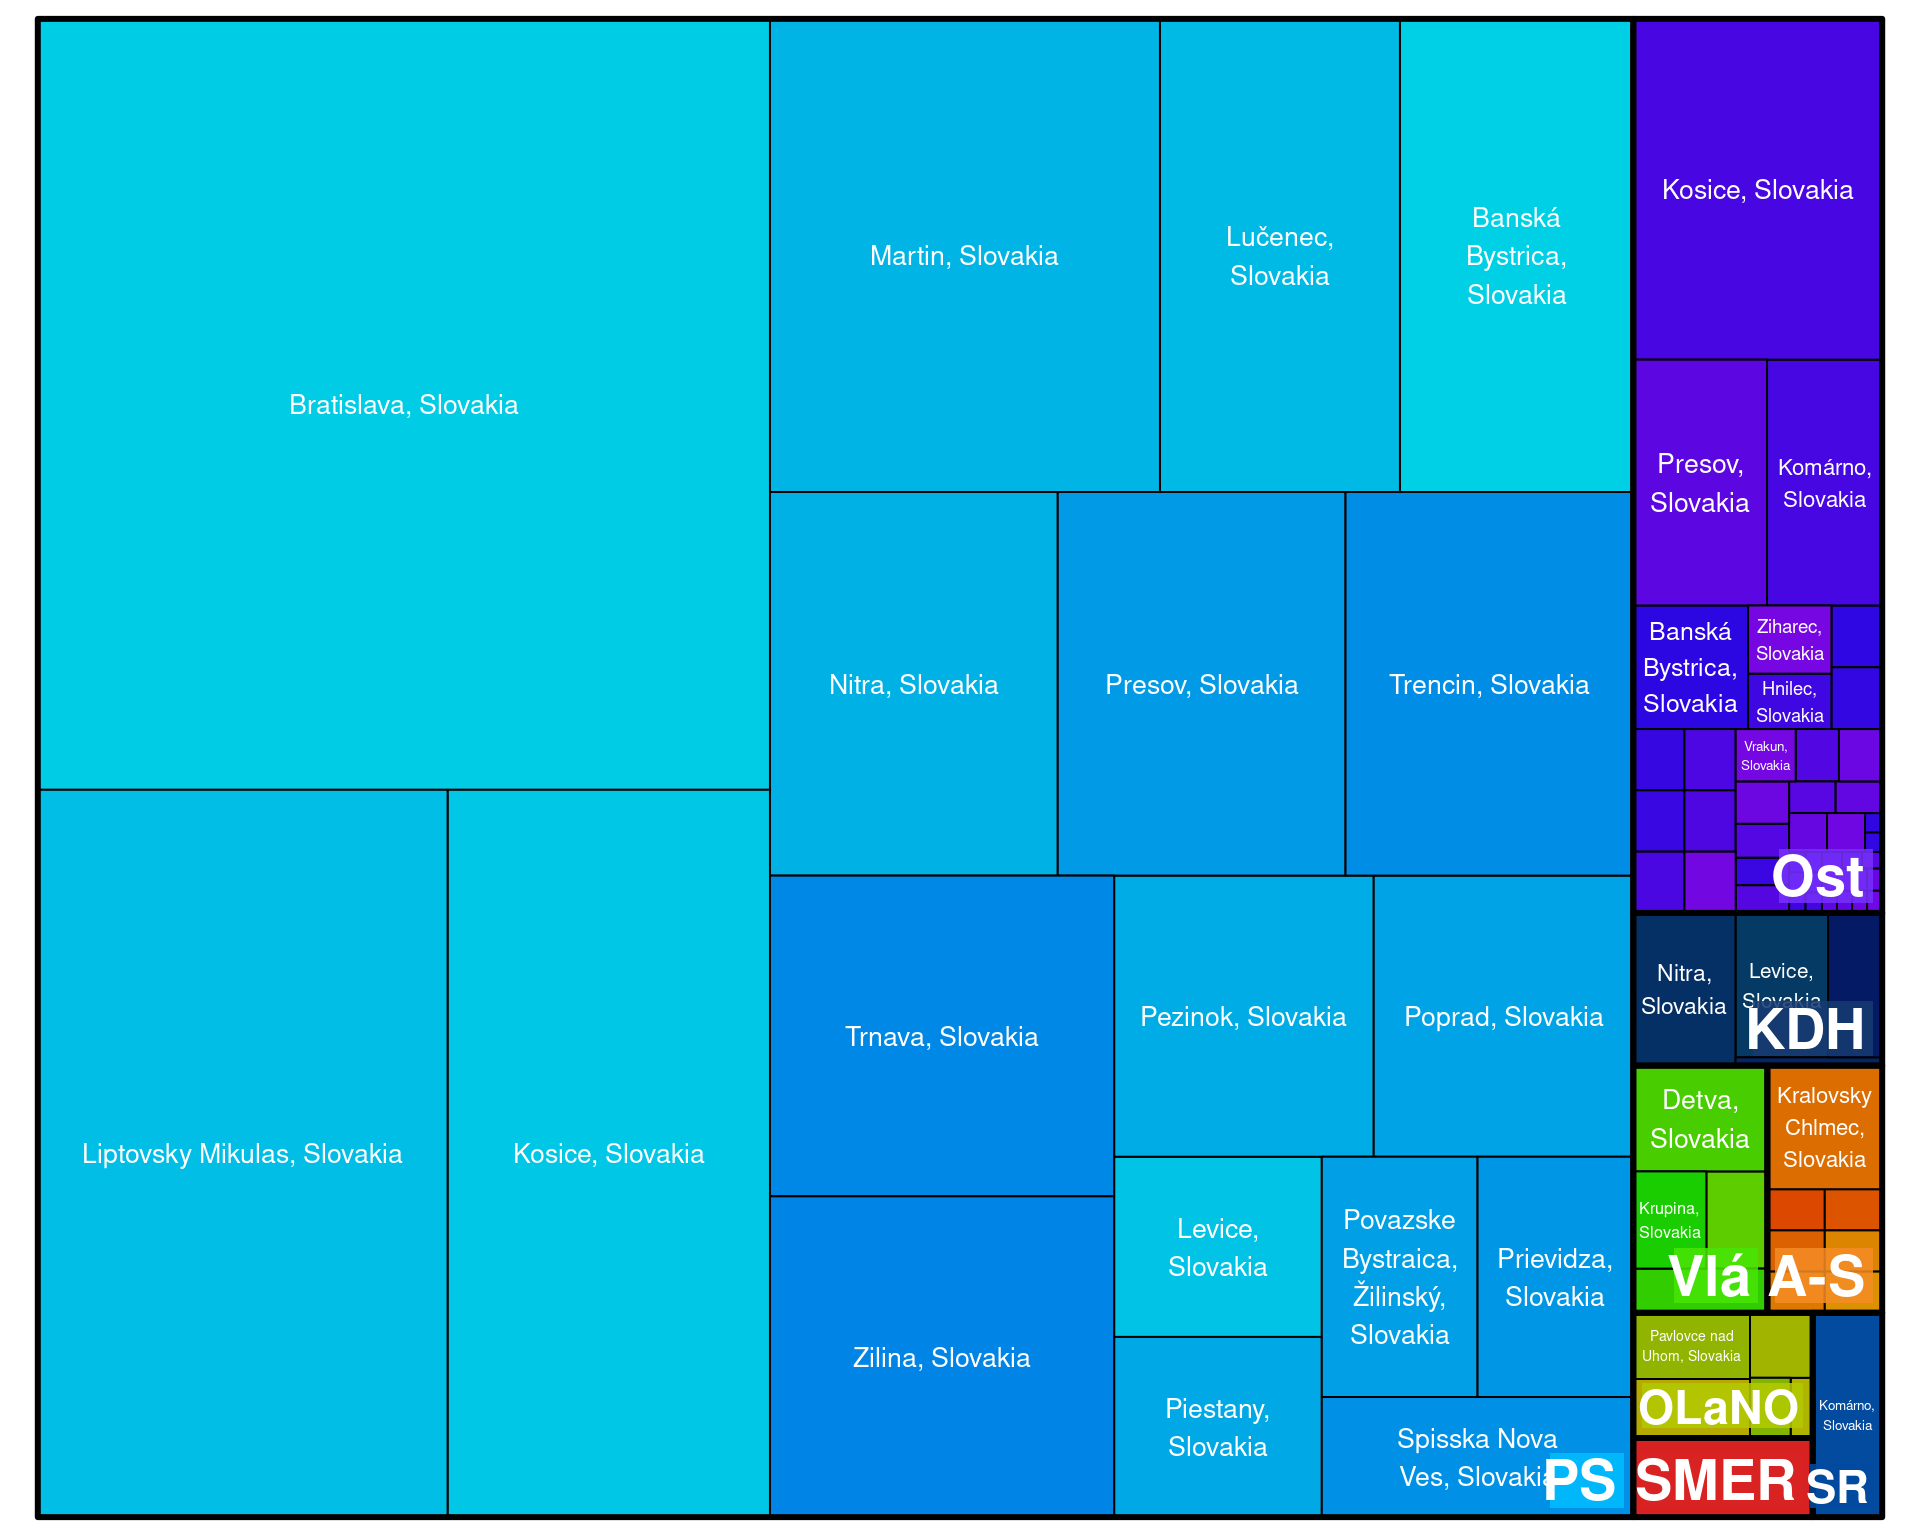 Bratislava, Slovakia
Liptovsky Mikulas, Slovakia
Kosice, Slovakia
Martin, Slovakia
Lučenec,
Slovakia
Banská
Bystrica,
Slovakia
Nitra, Slovakia
Presov, Slovakia
Trencin, Slovakia
Trnava, Slovakia
Zilina, Slovakia
Pezinok, Slovakia
Poprad, Slovakia
Levice,
Slovakia
Piestany,
Slovakia
Povazske
Bystraica,
Žilinský,
Slovakia
Prievidza,
Slovakia
Spisska Nova
Ves, Slovakia
PS
Kosice, Slovakia
Presov,
Slovakia
Komárno,
Slovakia
Banská
Bystrica,
Slovakia
Ziharec,
Slovakia
Hnilec,
Slovakia
Vrakun,
Slovakia
Ost
Nitra,
Slovakia
Levice,
Slovakia
KDH
Detva,
Slovakia
Krupina,
Slovakia
Vlá
Kralovsky
Chlmec,
Slovakia
A-S
Pavlovce nad
Uhom, Slovakia
OLaNO
Komárno,
Slovakia
SMER
SR